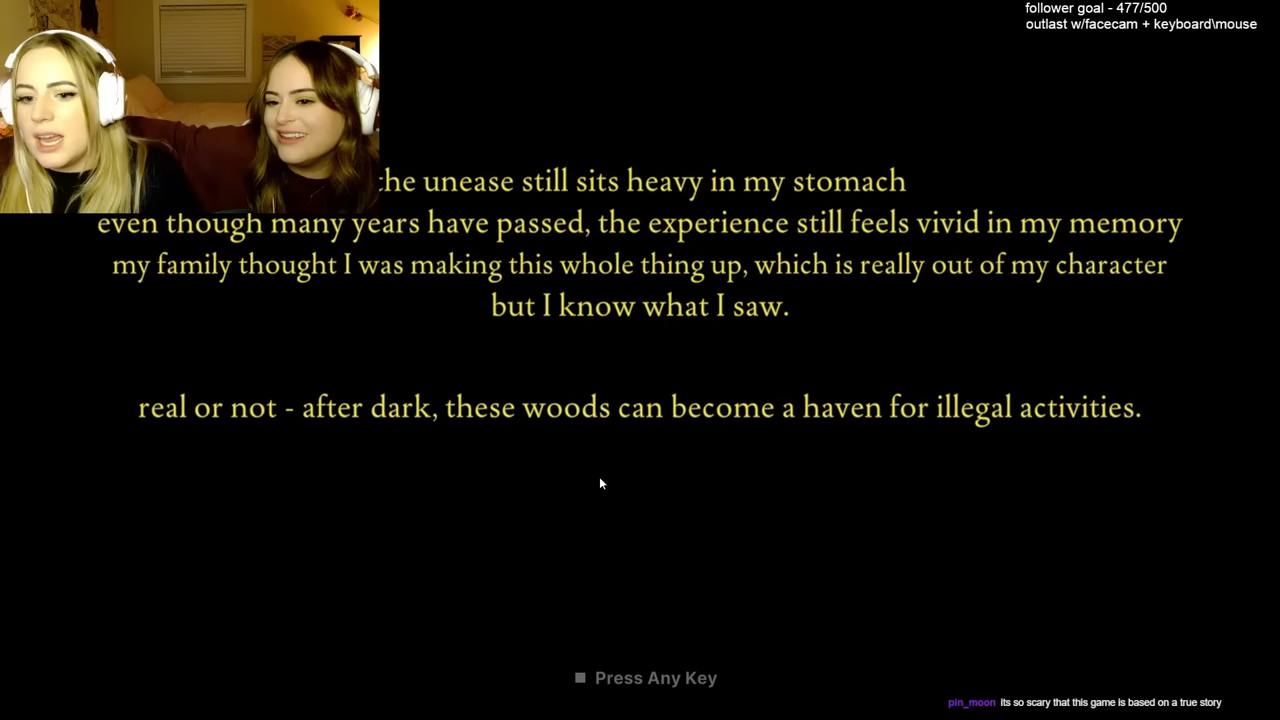 follower goal - 477/500
outlast w/facecam + keyboard\mouse
the unease still sits heavy in my stomach
even though many years have passed, the experience still feels vivid in my memory
my family thought I was making this whole thing up, which is really out of my character
but I know what I saw.
real or not - after dark, these woods can become a haven for illegal activities.
Press Any Key
pin_moon Its so scary that this game is based on a true story